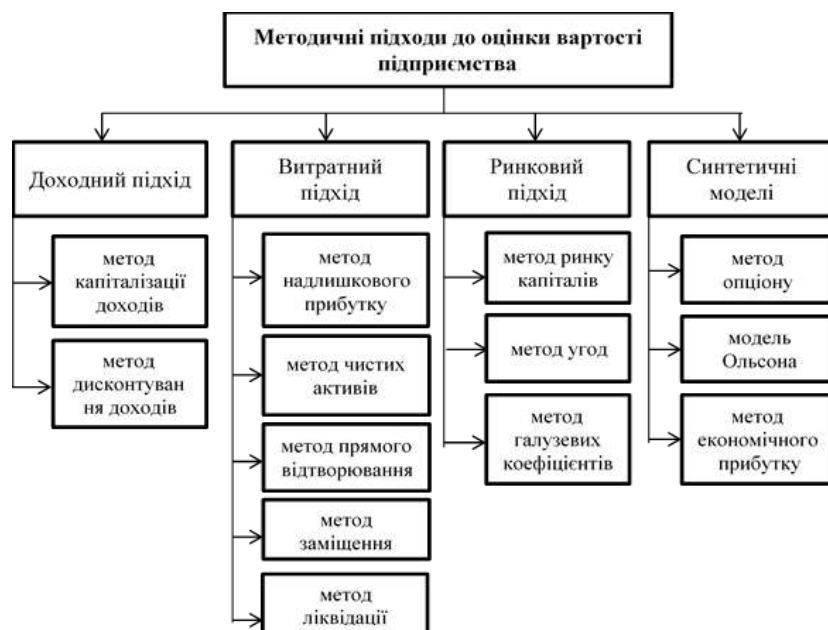 Методичні підходи до оцінки вартості
підприємства
Доходний підхід
метод
капіталізації
доходів
метод
дисконтуван
ня доходів
Витратний
підхід
метод
надлишкового
прибутку
метод чистих
активів
метод прямого
відтворювання
метод
заміщення
метод
ліквідації
Ринковий
підхід
метод ринку
капіталів
метод угод
метод
галузевих
коефіцієнтів
Синтетичні
моделі
метод
опціону
модель
Ольсона
метод
економічного
прибутку